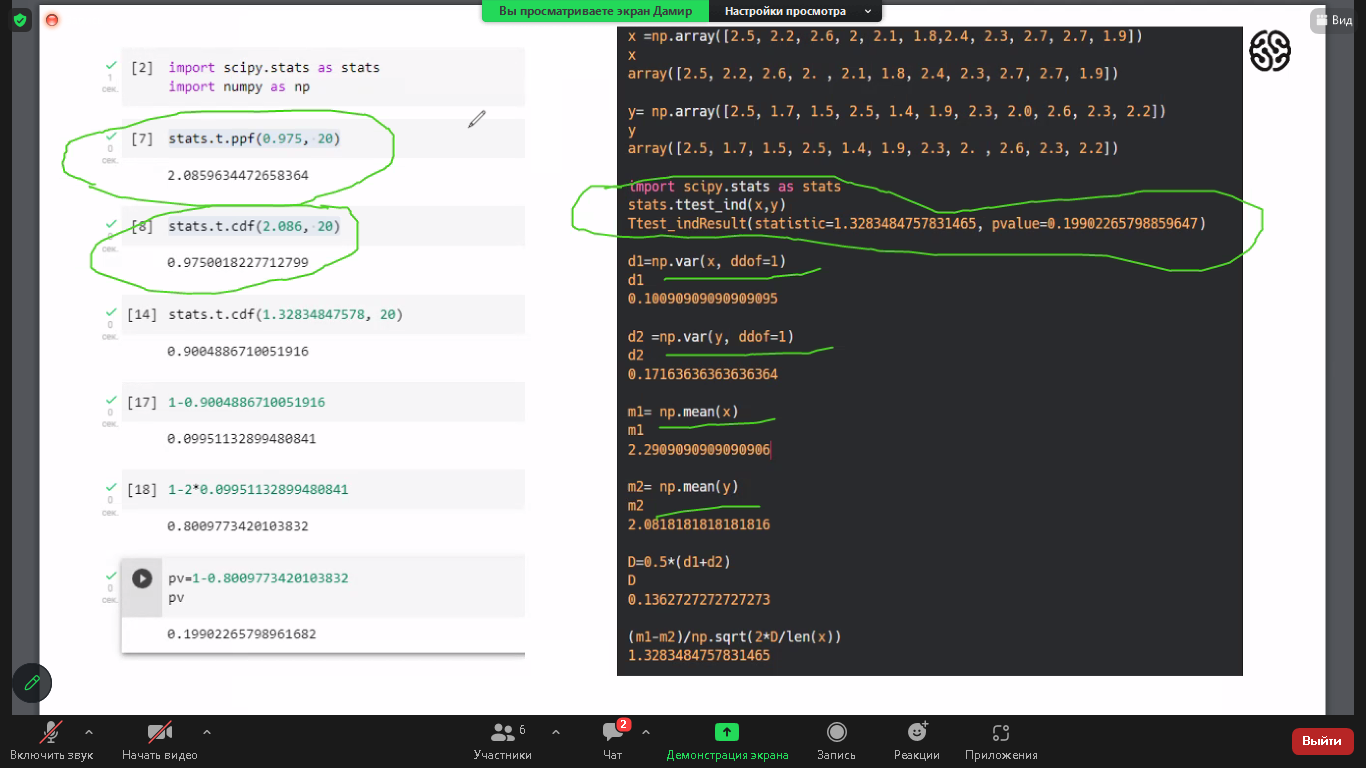 Вы просматриваете экран Дамир
Настройки просмотра
Вид
1
сек.
[2]
import scipy.stats as stats
import numpy as np
0
сек.
[7]
stats.t.ppf(0.975, 20)
2.0859634472658364
0
сек.
[8]
stats.t.cdf(2.086, 20)
0.9750018227712799
0
сек.
[14]
stats.t.cdf(1.32834847578, 20)
0.9004886710051916
0
сек.
[17]
1-0.9004886710051916
0.09951132899480841
0
сек.
[18]
1-2*0.09951132899480841
0.8009773420103832
0
сек.
pv=1-0.8009773420103832
pv
0.19902265798961682
x =np.array([2.5, 2.2, 2.6, 2, 2.1, 1.8,2.4, 2.3, 2.7, 2.7, 1.9])
x
array([2.5, 2.2, 2.6, 2. , 2.1, 1.8, 2.4, 2.3, 2.7, 2.7, 1.9])
y= np.array([2.5, 1.7, 1.5, 2.5, 1.4, 1.9, 2.3, 2.0, 2.6, 2.3, 2.2])
y
array([2.5, 1.7, 1.5, 2.5, 1.4, 1.9, 2.3, 2. , 2.6, 2.3, 2.2])
import scipy.stats as stats
stats.ttest_ind(x,y)
Ttest_indResult(statistic=1.3283484757831465, pvalue=0.19902265798859647)
d1=np.var(x, ddof=1)
d1
0.10090909090909095
d2 =np.var(y, ddof=1)
d2
0.17163636363636364
m1= np.mean(x)
m1
2.2909090909090906
m2= np.mean(y)
m2
2.0818181818181816
D=0.5*(d1+d2)
D
0.1362727272727273
(m1-m2)/np.sqrt(2*D/len(x))
1.3283484757831465
Включить звук
Начать видео
6
Участники
2
Чат
Демонстрация экрана
Запись
Реакции
Приложения
Выйти